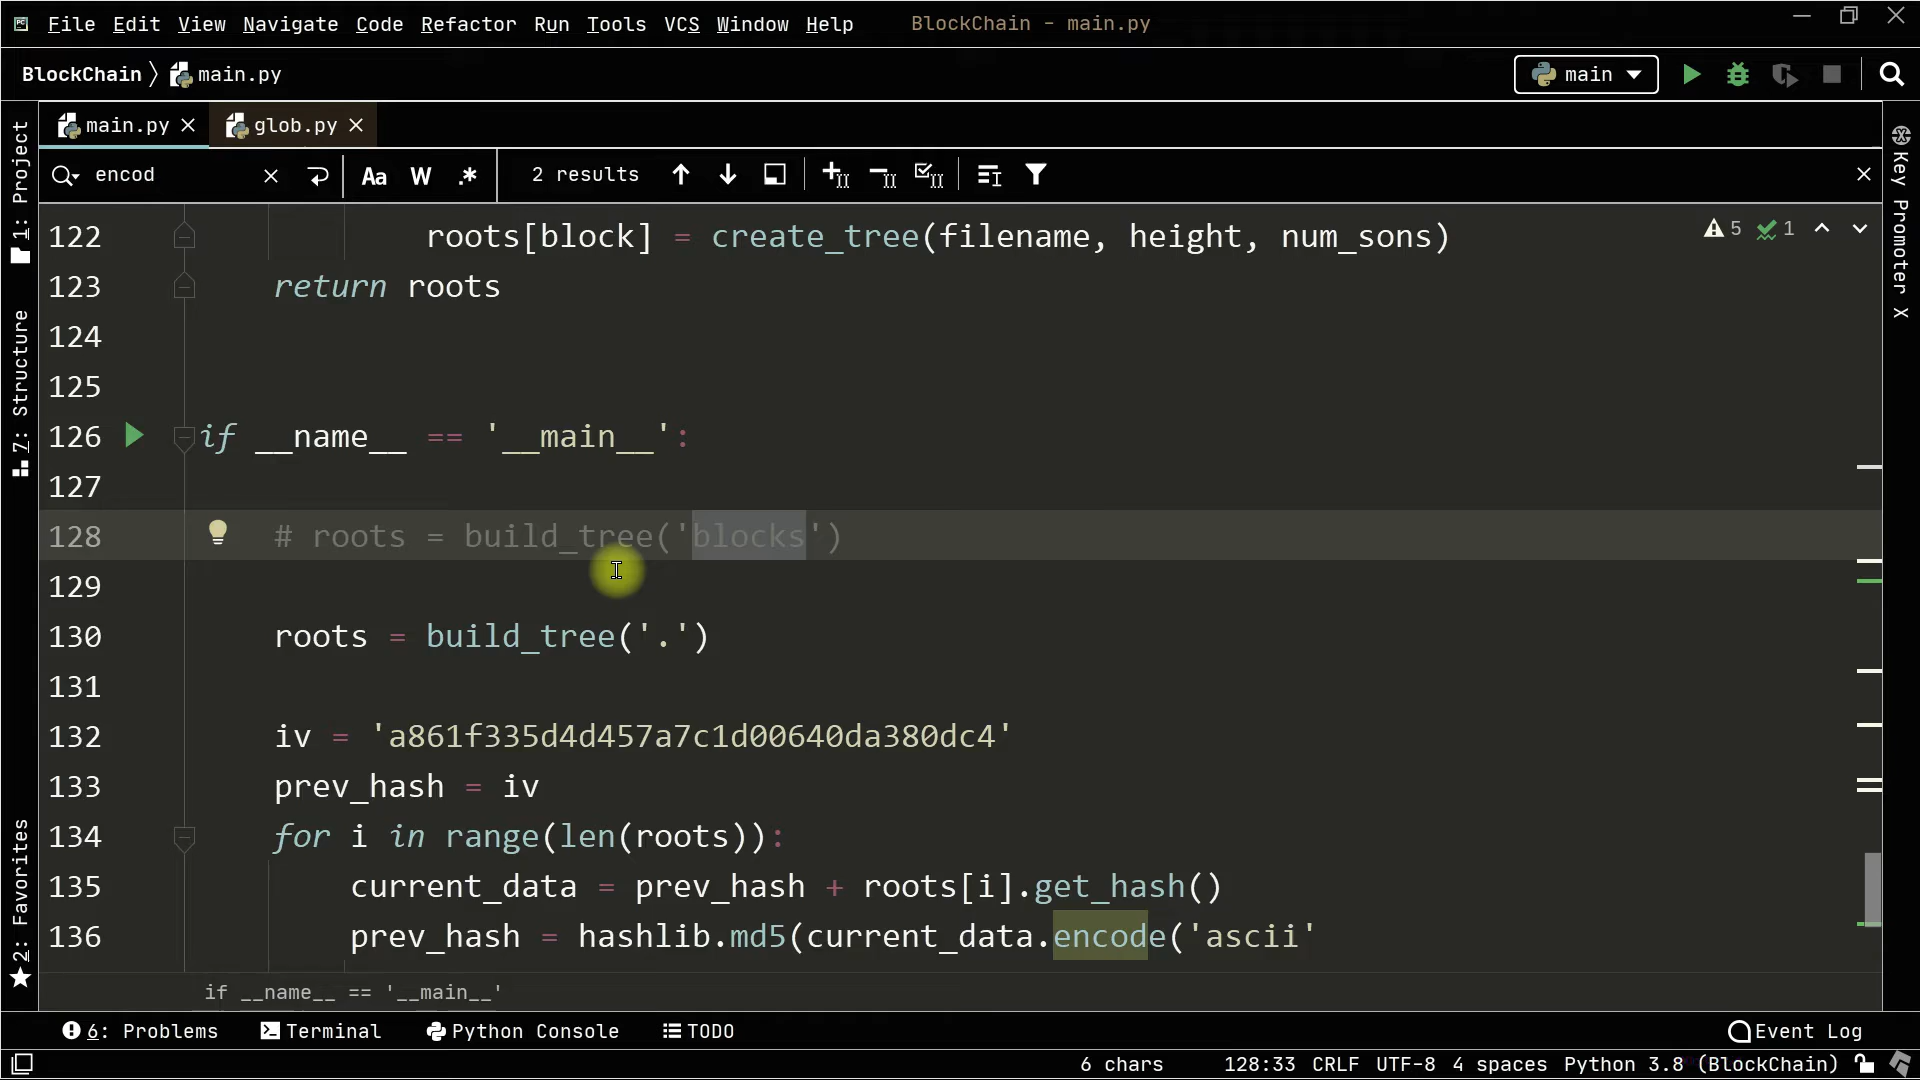 File Edit View Navigate Code Refactor Run Tools VCS Window Help BlockChain - main.py
BlockChain main.py main
main.py glob.py
encod Aa W .* 2 results
122 roots[block] = create_tree(filename, height, num_sons) 5 1
123 return roots
124
125
126 if __name__ == '__main__':
127
128 # roots = build_tree('blocks')
129
130 roots = build_tree('.')
131
132 iv = 'a861f335d4d457a7c1d00640da380dc4'
133 prev_hash = iv
134 for i in range(len(roots)):
135 current_data = prev_hash + roots[i].get_hash()
136 prev_hash = hashlib.md5(current_data.encode('ascii'
if __name__ == '__main__'
1: Project
7: Structure
2: Favorites
Key Promoter X
6: Problems Terminal Python Console TODO Event Log
6 chars 128:33 CRLF UTF-8 4 spaces Python 3.8 (BlockChain)